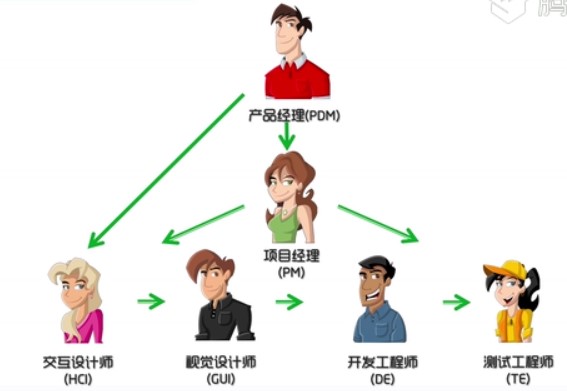 产品经理(PDM)
项目经理
(PM)
交互设计师
(HCI)
视觉设计师
(GUI)
开发工程师
(DE)
测试工程师
(TE)